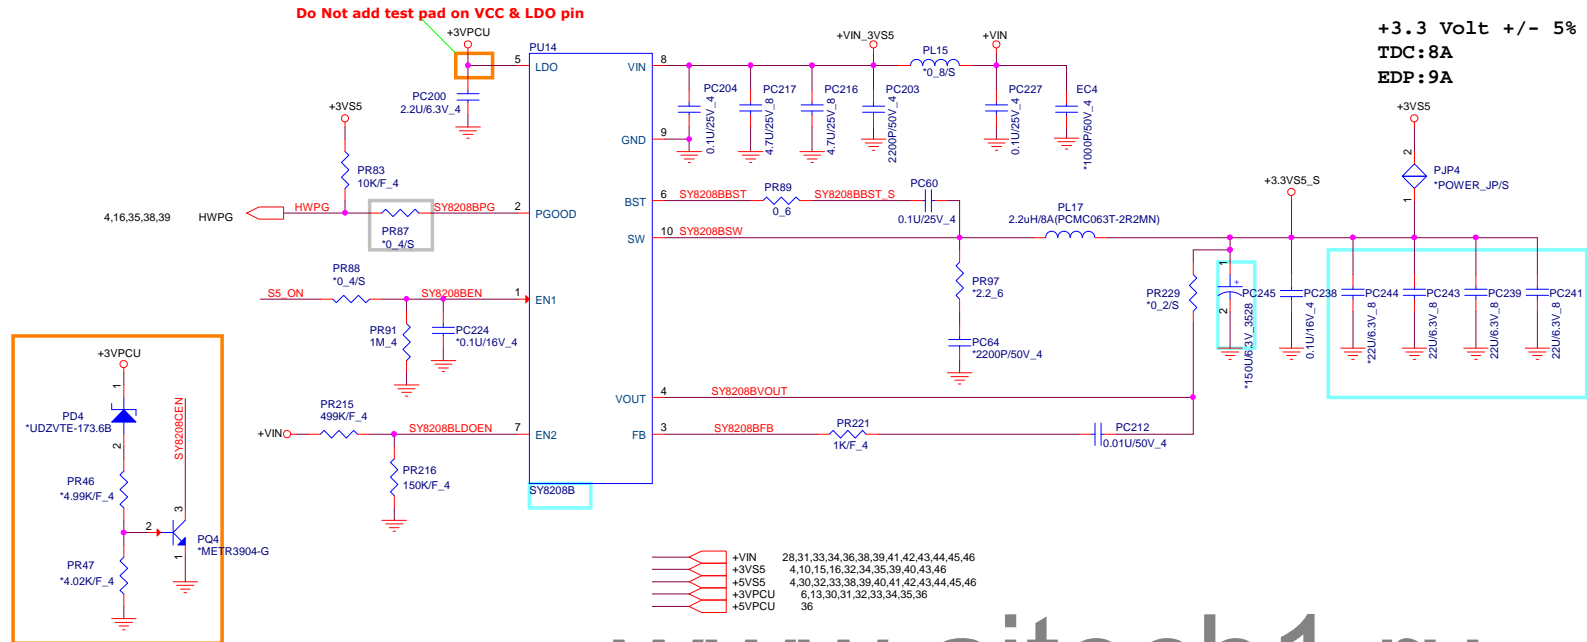 Do Not add test pad on VCC & LDO pin
+3.3 Volt +/- 5%
TDC:8A
EDP:9A
+3VPCU
PU14
5
LDO
PC200
2.2U/6.3V_4
+3VS5
PR83
10K/F_4
4,16,35,38,39
HWPG
HWPG
PR87
*0_4/S
SY8208BPG
2
PGOOD
PR88
*0_4/S
S5_ON
SY8208BEN
1
EN1
PR91
1M_4
PC224
*0.1U/16V_4
PR215
499K/F_4
+VIN
SY8208BLDOEN
7
EN2
PR216
150K/F_4
SY8208B
VIN
8
GND
9
BST
6
SW
10
VOUT
4
FB
3
+VIN_3VS5
PL15
*0_8/S
+VIN
PC204
0.1U/25V_4
PC217
4.7U/25V_8
PC216
4.7U/25V_8
PC203
2200P/50V_4
PC227
0.1U/25V_4
EC4
*1000P/50V_4
SY8208BBST
PR89
0_6
SY8208BBST_S
PC60
0.1U/25V_4
SY8208BSW
PL17
2.2uH/8A(PCMC063T-2R2MN)
PR97
*2.2_6
PC64
*2200P/50V_4
SY8208BVOUT
SY8208BFB
PR221
1K/F_4
PC212
0.01U/50V_4
PR229
*0_2/S
+3.3VS5_S
+3VS5
2
PJP4
*POWER_JP/S
1
1
+
2
PC245
*150U/6.3V_3528
PC238
0.1U/16V_4
PC244
*22U/6.3V_8
PC243
22U/6.3V_8
PC239
22U/6.3V_8
PC241
22U/6.3V_8
+3VPCU
1
PD4
*UDZVTE-173.6B
2
SY8208CEN
PR46
*4.99K/F_4
2
3
PQ4
*METR3904-G
1
PR47
*4.02K/F_4
+VIN 28,31,33,34,36,38,39,41,42,43,44,45,46
+3VS5 4,10,15,16,32,34,35,39,40,43,46
+5VS5 4,30,32,33,38,39,40,41,42,43,44,45,46
+3VPCU 6,13,30,31,32,33,34,35,36
+5VPCU 36